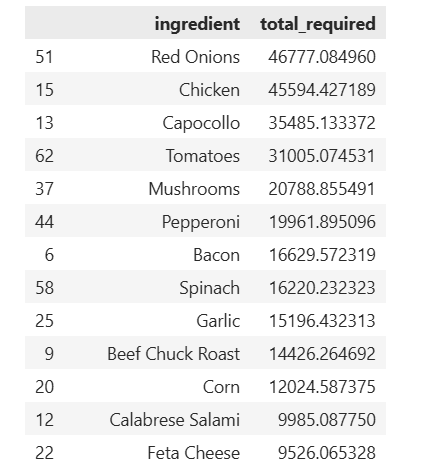 ingredient total_required
51 Red Onions 46777.084960
15 Chicken 45594.427189
13 Capocollo 35485.133372
62 Tomatoes 31005.074531
37 Mushrooms 20788.855491
44 Pepperoni 19961.895096
6 Bacon 16629.572319
58 Spinach 16220.232323
25 Garlic 15196.432313
9 Beef Chuck Roast 14426.264692
20 Corn 12024.587375
12 Calabrese Salami 9985.087750
22 Feta Cheese 9526.065328